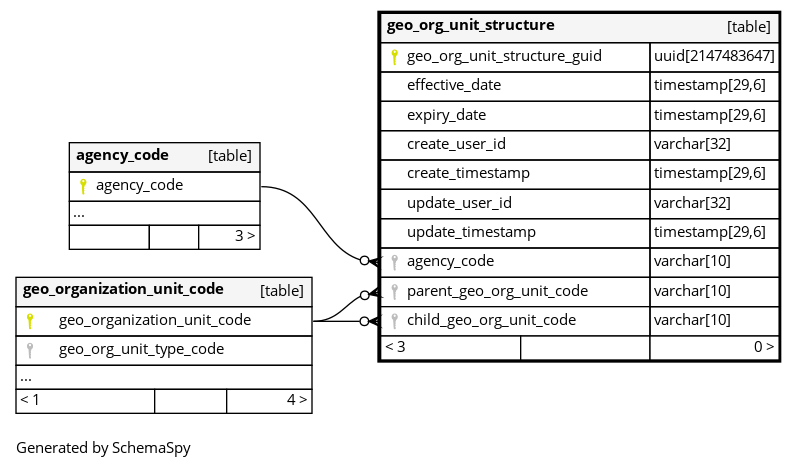 geo_org_unit_structure [table]
geo_org_unit_structure_guid uuid[2147483647]
effective_date timestamp[29,6]
expiry_date timestamp[29,6]
create_user_id varchar[32]
create_timestamp timestamp[29,6]
update_user_id varchar[32]
update_timestamp timestamp[29,6]
agency_code varchar[10]
parent_geo_org_unit_code varchar[10]
child_geo_org_unit_code varchar[10]
< 3 0 >
agency_code [table]
agency_code
...
3 >
geo_organization_unit_code [table]
geo_organization_unit_code
geo_org_unit_type_code
...
< 1 4 >
Generated by SchemaSpy